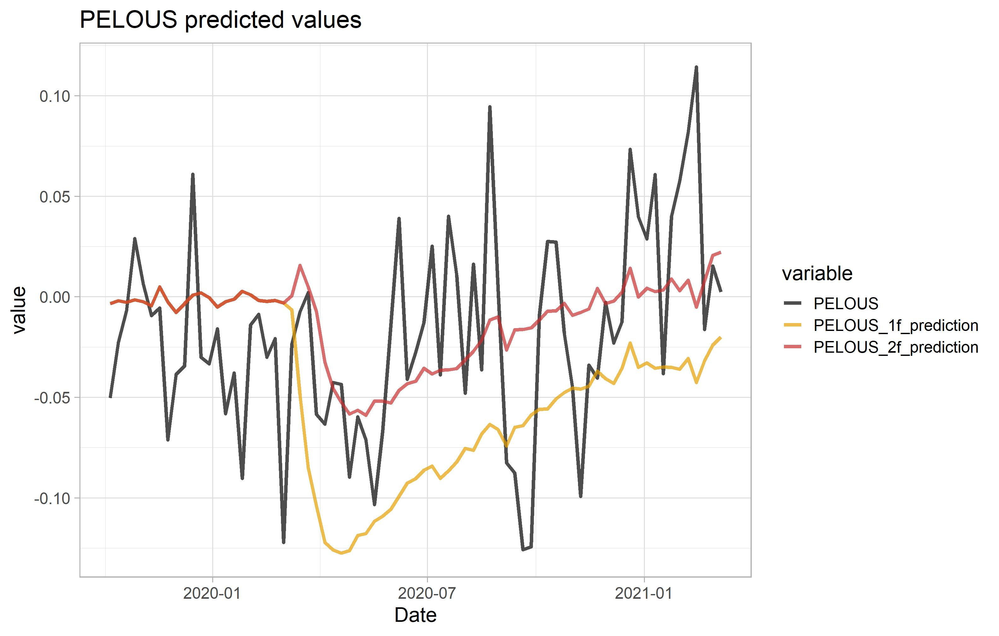 PELOUS predicted values
value
0.10
0.05
0.00
-0.05
-0.10
2020-01
2020-07
2021-01
Date
variable
PELOUS
PELOUS_1f_prediction
PELOUS_2f_prediction